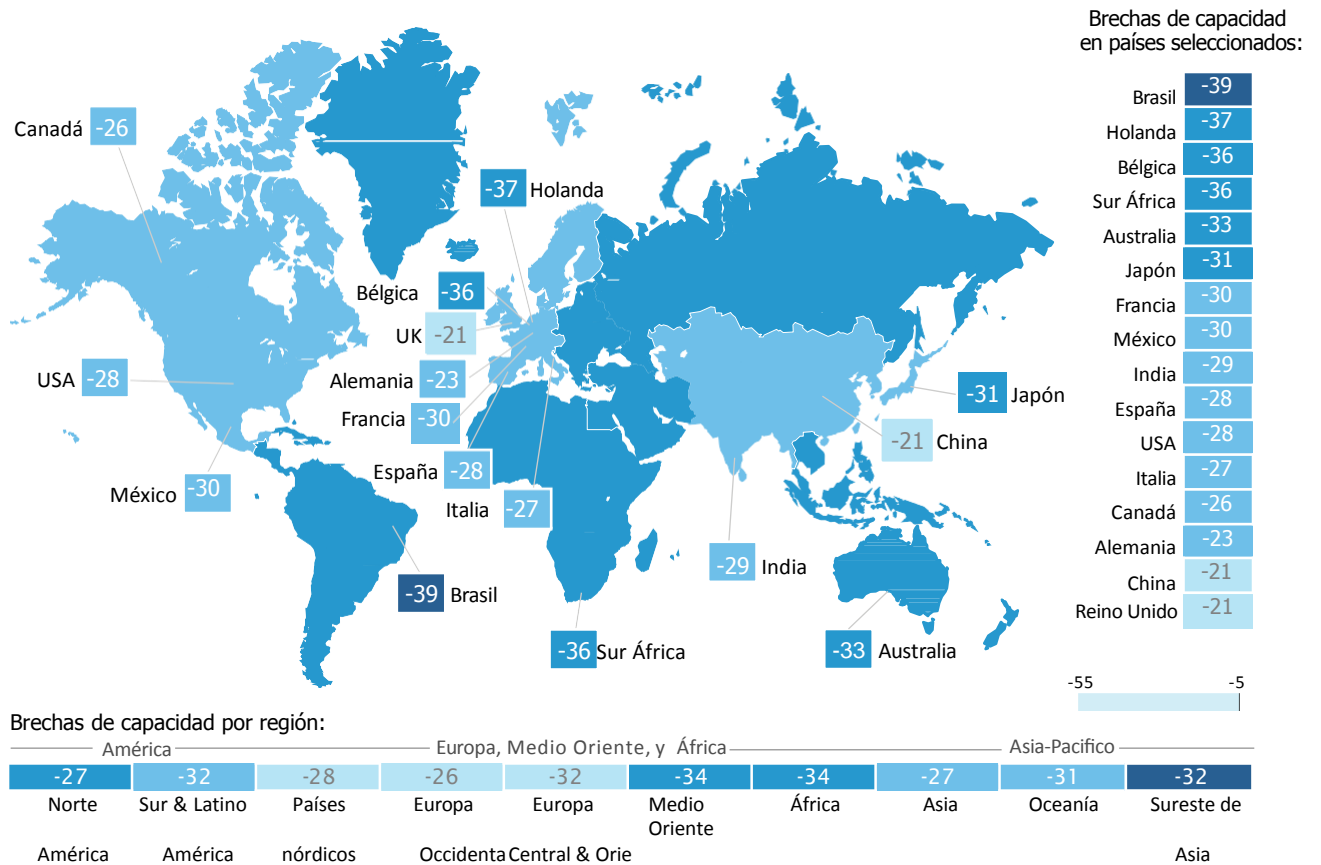 Brechas de capacidad
en países seleccionados:
Canadá -26
-37 Holanda
Bélgica -36
UK -21
USA -28
Alemania -23
Francia -30
-31 Japón
-21 China
España -28
México -30
Italia -27
-29 India
-39 Brasil
-36 Sur África
-33 Australia
Brasil -39
Holanda -37
Bélgica -36
Sur África -36
Australia -33
Japón -31
Francia -30
México -30
India -29
España -28
USA -28
Italia -27
Canadá -26
Alemania -23
China -21
Reino Unido -21
-55 -5
Brechas de capacidad por región:
América Europa, Medio Oriente, y África Asia-Pacifico
-27 -32 -28 -26 -32 -34 -34 -27 -31 -32
Norte Sur & Latino Países Europa Europa Medio África Asia Oceanía Sureste de
Oriente
América América nórdicos Occidenta Central & Orie Asia